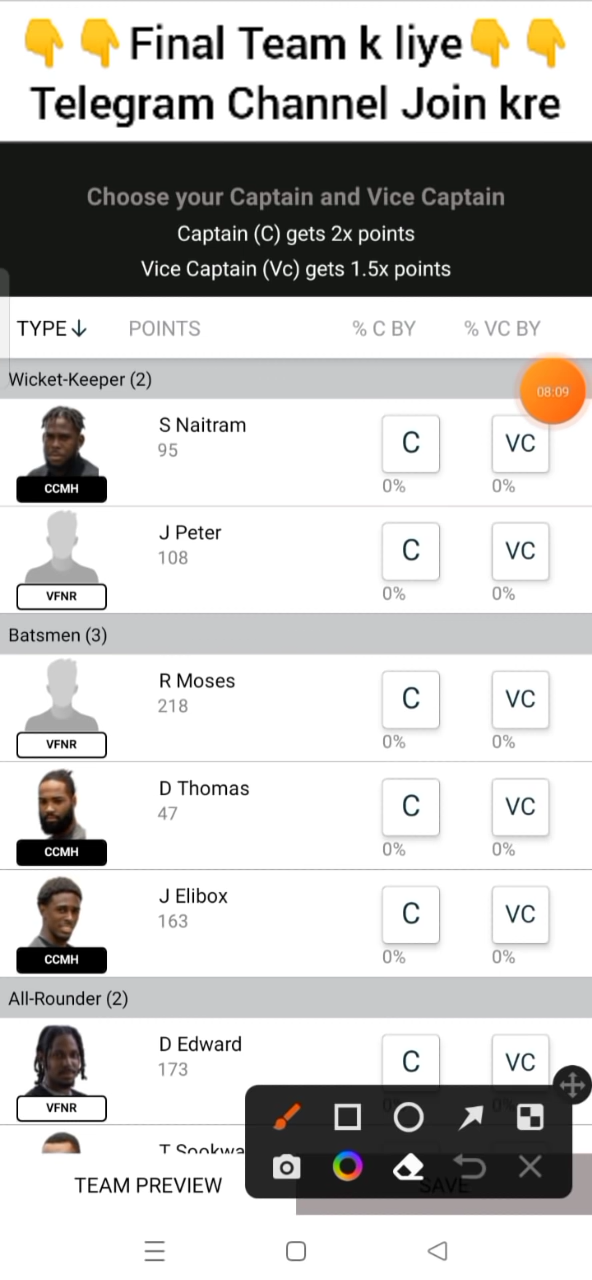 👇👇Final Team k liye👇👇
Telegram Channel Join kre
Choose your Captain and Vice Captain
Captain (C) gets 2x points
Vice Captain (Vc) gets 1.5x points
TYPE↓ POINTS % C BY % VC BY
Wicket-Keeper (2)
08:09
S Naitram
95
C VC
CCMH
0% 0%
J Peter
108
C VC
VFNR
0% 0%
Batsmen (3)
R Moses
218
C VC
VFNR
0% 0%
D Thomas
47
C VC
CCMH
0% 0%
J Elibox
163
C VC
CCMH
0% 0%
All-Rounder (2)
D Edward
173
C VC
VFNR
0% 0%
TEAM PREVIEW SAVE